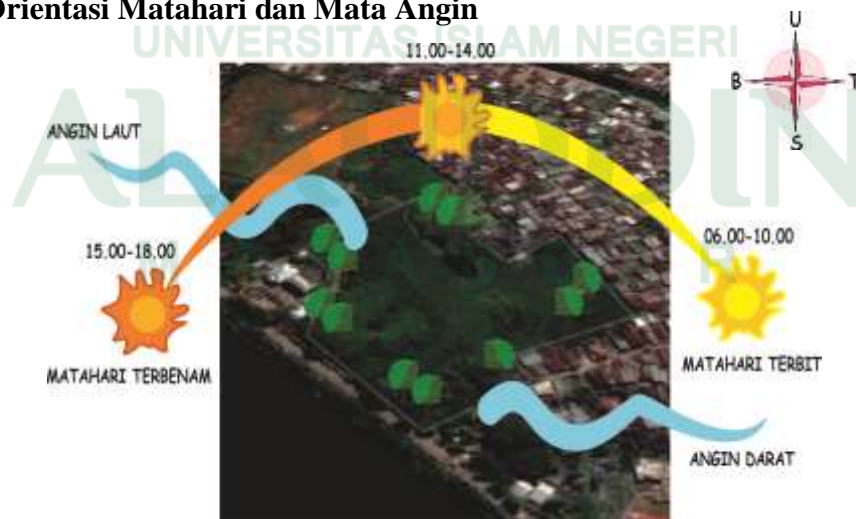 Orientasi Matahari dan Mata Angin
UNIVERSITAS ISLAM NEGERI
11.00-14.00
U
B
T
S
ANGIN LAUT
15.00-18.00
06.00-10.00
MATAHARI TERBENAM
MATAHARI TERBIT
ANGIN DARAT